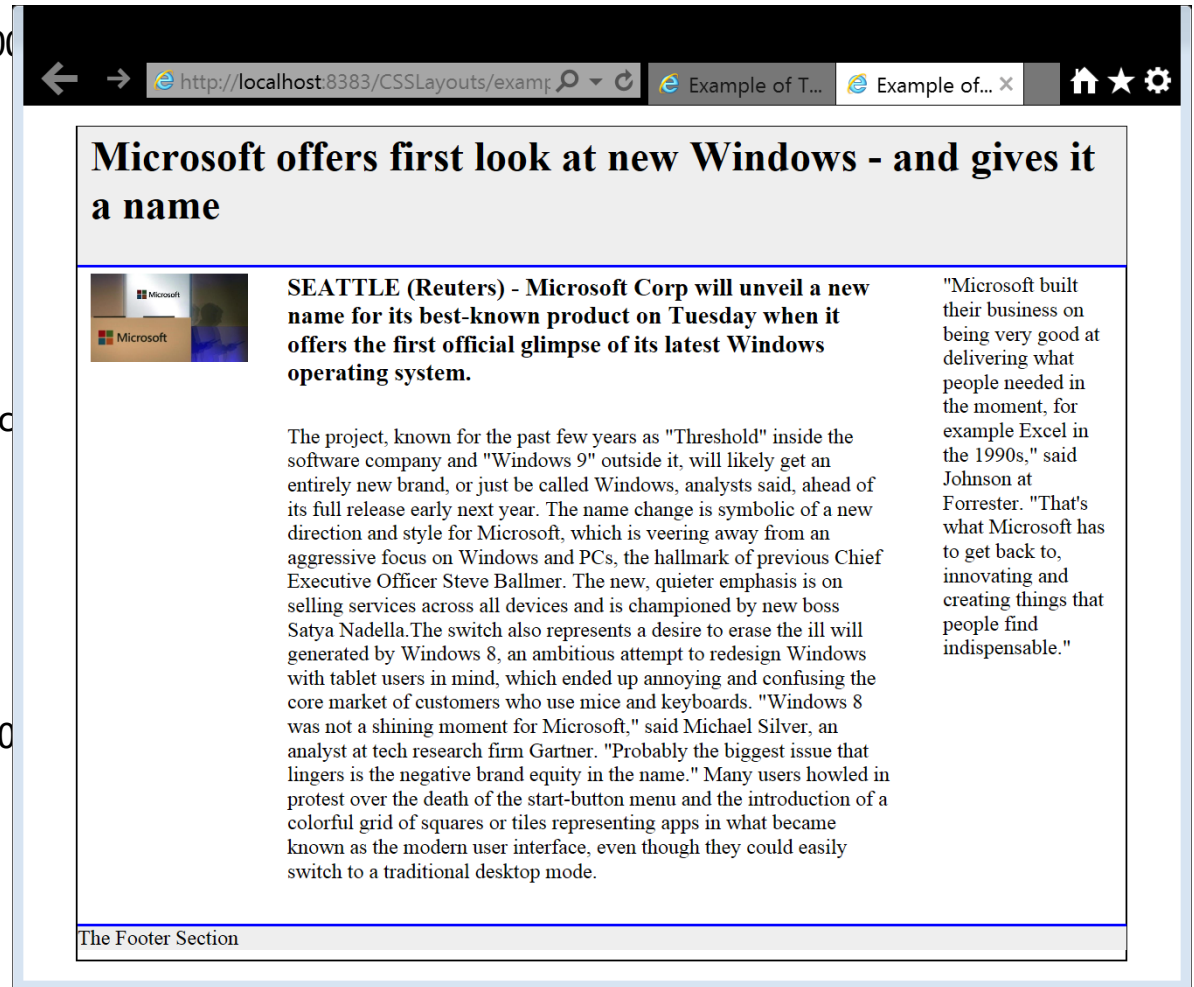 00
http://localhost:8383/CSSLayouts/examp
Example of T...
Example of...
Microsoft offers first look at new Windows - and gives it
a name
Microsoft
Microsoft
SEATTLE (Reuters) - Microsoft Corp will unveil a new
name for its best-known product on Tuesday when it
offers the first official glimpse of its latest Windows
operating system.
The project, known for the past few years as "Threshold" inside the
software company and "Windows 9" outside it, will likely get an
entirely new brand, or just be called Windows, analysts said, ahead of
its full release early next year. The name change is symbolic of a new
direction and style for Microsoft, which is veering away from an
aggressive focus on Windows and PCs, the hallmark of previous Chief
Executive Officer Steve Ballmer. The new, quieter emphasis is on
selling services across all devices and is championed by new boss
Satya Nadella.The switch also represents a desire to erase the ill will
generated by Windows 8, an ambitious attempt to redesign Windows
with tablet users in mind, which ended up annoying and confusing the
core market of customers who use mice and keyboards. "Windows 8
was not a shining moment for Microsoft," said Michael Silver, an
analyst at tech research firm Gartner. "Probably the biggest issue that
lingers is the negative brand equity in the name." Many users howled in
protest over the death of the start-button menu and the introduction of a
colorful grid of squares or tiles representing apps in what became
known as the modern user interface, even though they could easily
switch to a traditional desktop mode.
"Microsoft built
their business on
being very good at
delivering what
people needed in
the moment, for
example Excel in
the 1990s," said
Johnson at
Forrester. "That's
what Microsoft has
to get back to,
innovating and
creating things that
people find
indispensable."
The Footer Section